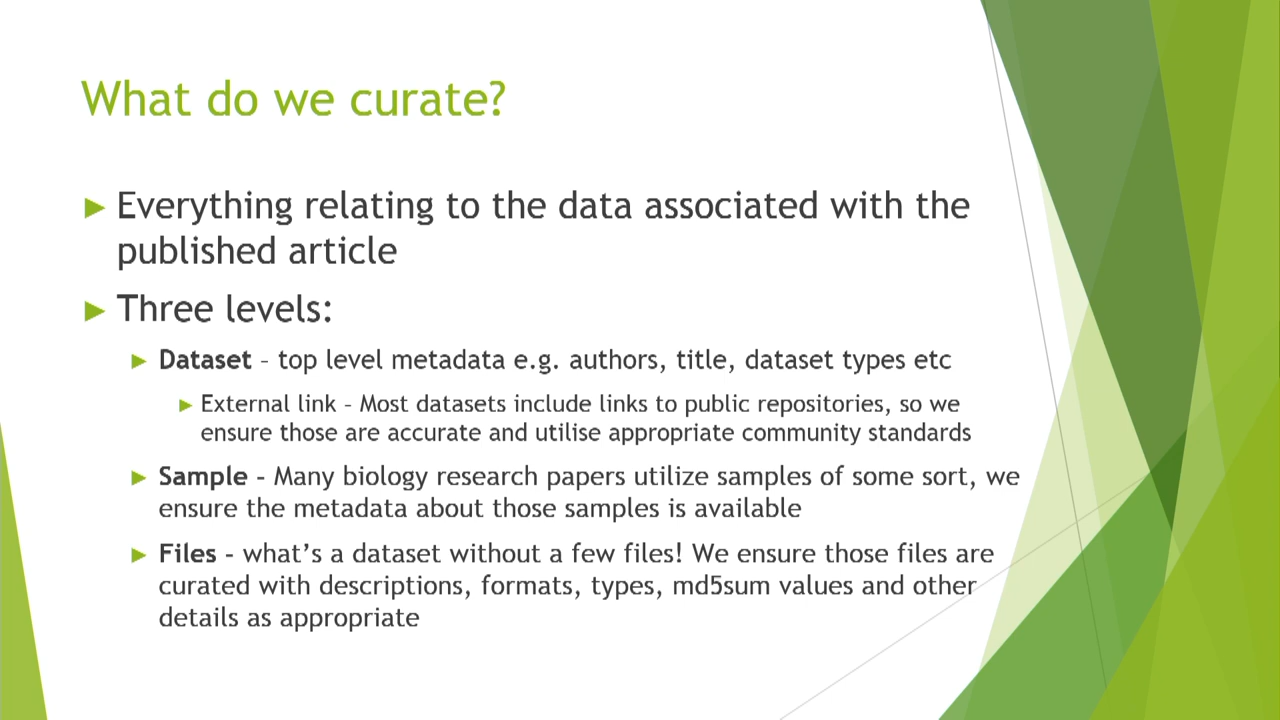 What do we curate?
Everything relating to the data associated with the
published article
Three levels:
Dataset – top level metadata e.g. authors, title, dataset types etc
External link – Most datasets include links to public repositories, so we
ensure those are accurate and utilise appropriate community standards
Sample - Many biology research papers utilize samples of some sort, we
ensure the metadata about those samples is available
Files - what's a dataset without a few files! We ensure those files are
curated with descriptions, formats, types, md5sum values and other
details as appropriate